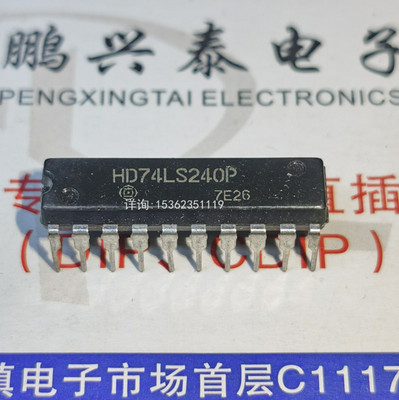 鹏兴泰电子
PENGXINGTAI ELECTRONICS
HD74LS240P
7E26
详询:15362351119
专
直插
(DIP、CDIP)
镇电子市场首层C1117